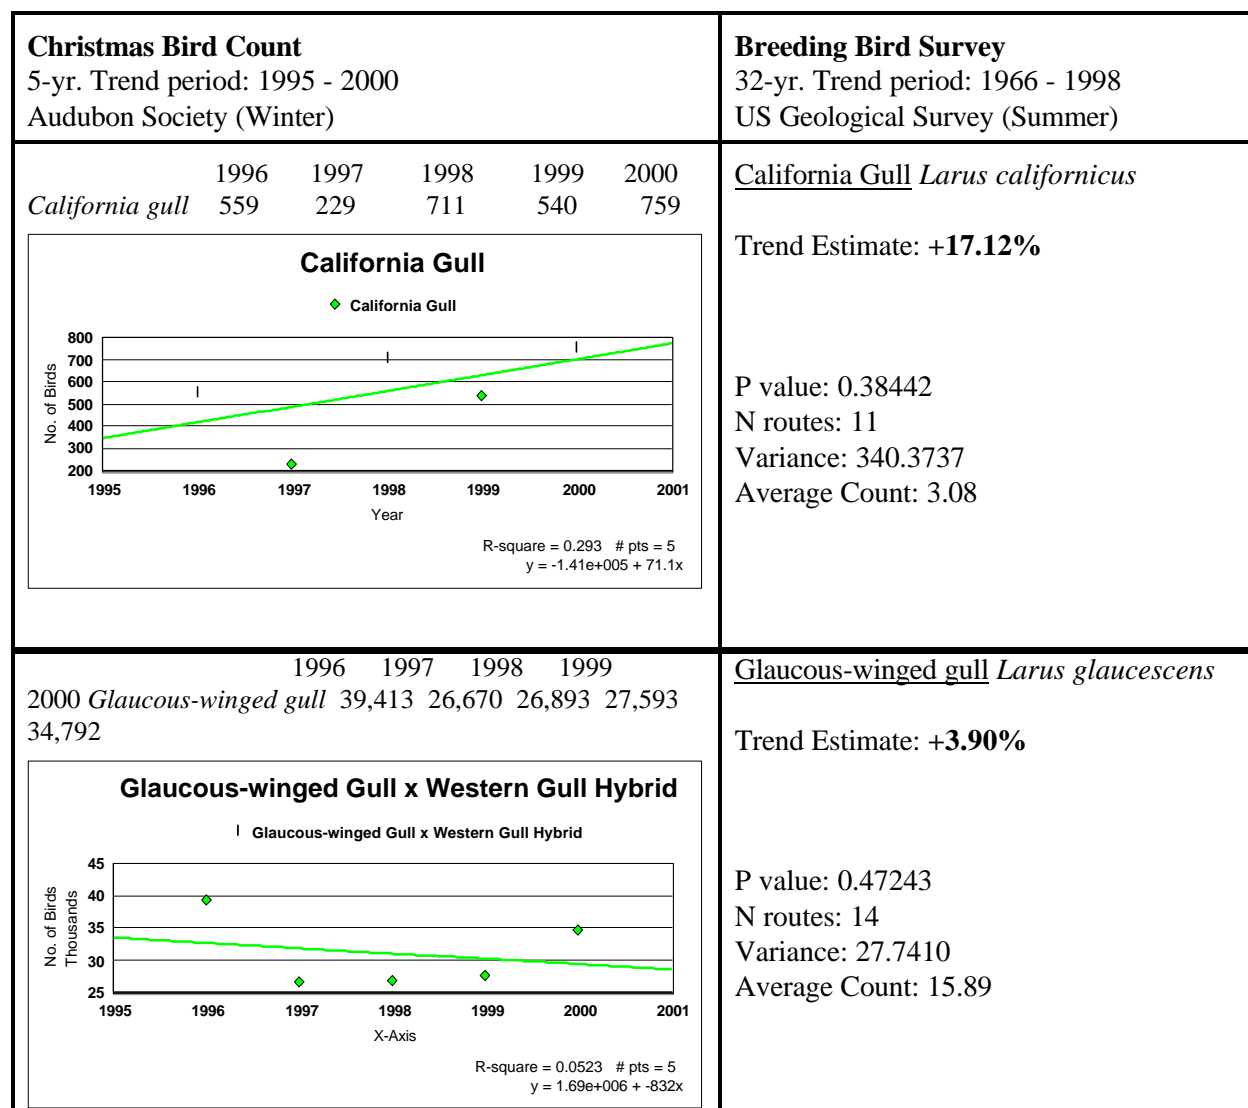 Christmas Bird Count
5-yr. Trend period: 1995 - 2000
Audubon Society (Winter)
Breeding Bird Survey
32-yr. Trend period: 1966 - 1998
US Geological Survey (Summer)
1996 1997 1998 1999 2000
California gull 559 229 711 540 759
California Gull
California Gull
800
700
600
500
400
300
200
No. of Birds
1995 1996 1997 1998 1999 2000 2001
Year
R-square = 0.293 # pts = 5
y = -1.41e+005 + 71.1x
California Gull Larus californicus
Trend Estimate: +17.12%
P value: 0.38442
N routes: 11
Variance: 340.3737
Average Count: 3.08
1996 1997 1998 1999
2000 Glaucous-winged gull 39,413 26,670 26,893 27,593
34,792
Glaucous-winged Gull x Western Gull Hybrid
Glaucous-winged Gull x Western Gull Hybrid
45
40
35
30
25
No. of Birds
Thousands
1995 1996 1997 1998 1999 2000 2001
X-Axis
R-square = 0.0523 # pts = 5
y = 1.69e+006 + -832x
Glaucous-winged gull Larus glaucescens
Trend Estimate: +3.90%
P value: 0.47243
N routes: 14
Variance: 27.7410
Average Count: 15.89